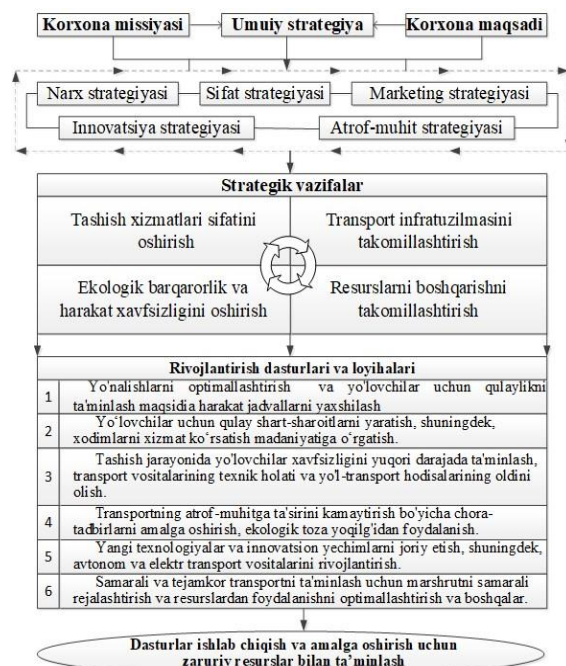 Korxona missiyasi Umuiy strategiya Korxona maqsadi
Narx strategiyasi Sifat strategiyasi Marketing strategiyasi
Innovatsiya strategiyasi Atrof-muhit strategiyasi
Strategik vazifalar
Tashish xizmatlari sifatini
oshirish
Transport infratuzilmasini
takomillashtirish
Ekologik barqarorlik va
harakat xavfsizligini oshirish
Resurslarni boshqarishni
takomillashtirish
Rivojlantirish dasturlari va loyihalari
1 Yo'nalishlarni optimallashtirish va yo'lovchilar uchun qulaylikni
ta'minlash maqsidia harakat jadvallarni yaxshilash
2 Yo‘lovchilar uchun qulay shart-sharoitlarni yaratish, shuningdek,
xodimlarni xizmat ko‘rsatish madaniyatiga o‘rgatish.
3 Tashish jarayonida yo'lovchilar xavfsizligini yuqori darajada ta'minlash,
transport vositalarining texnik holati va yo'l-transport hodisalarining oldini
olish.
4 Transportning atrof-muhitga ta'sirini kamaytirish bo'yicha chora-
tadbirlarni amalga oshirish, ekologik toza yoqilg'idan foydalanish.
5 Yangi texnologiyalar va innovatsion yechimlarni joriy etish, shuningdek,
avtonom va elektr transport vositalarini rivojlantirish.
6 Samarali va tejamkor transportni ta'minlash uchun marshrutni samarali
rejalashtirish va resurslardan foydalanishni optimallashtirish va boshqalar.
Dasturlar ishlab chiqish va amalga oshirish uchun
zaruriy resurslar bilan ta’minlash